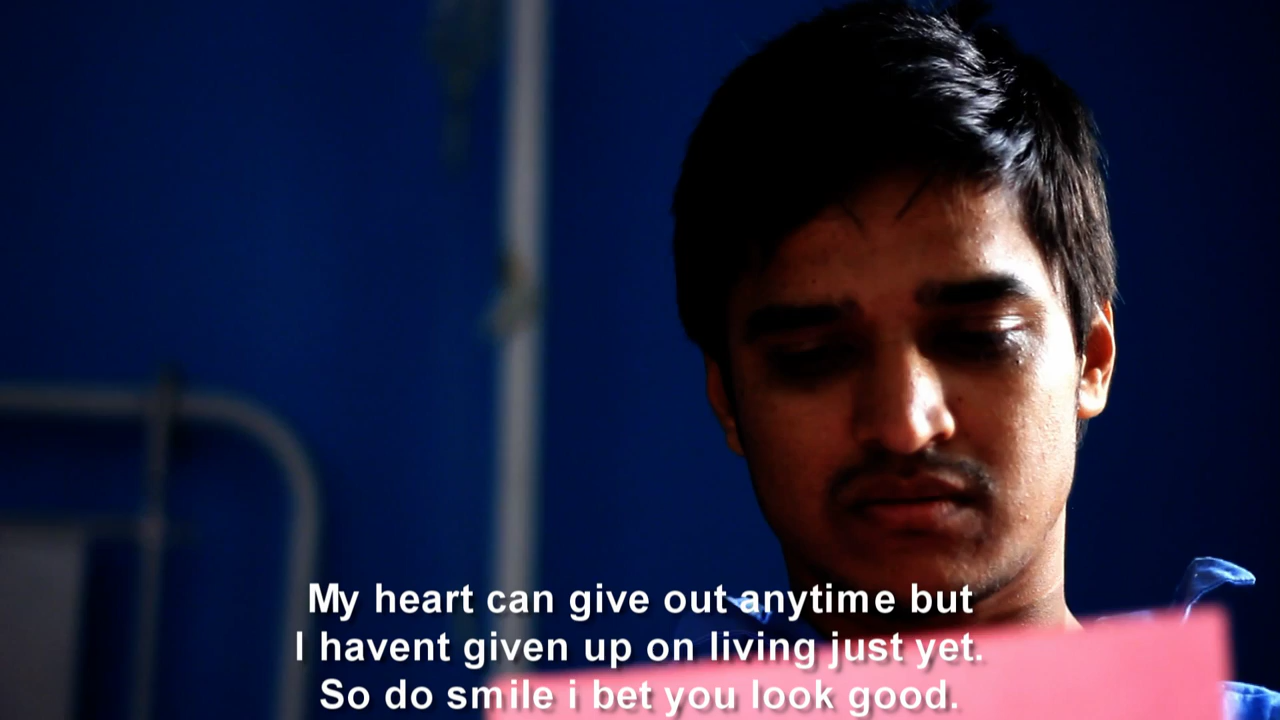 My heart can give out anytime but
I havent given up on living just yet.
So do smile i bet you look good.